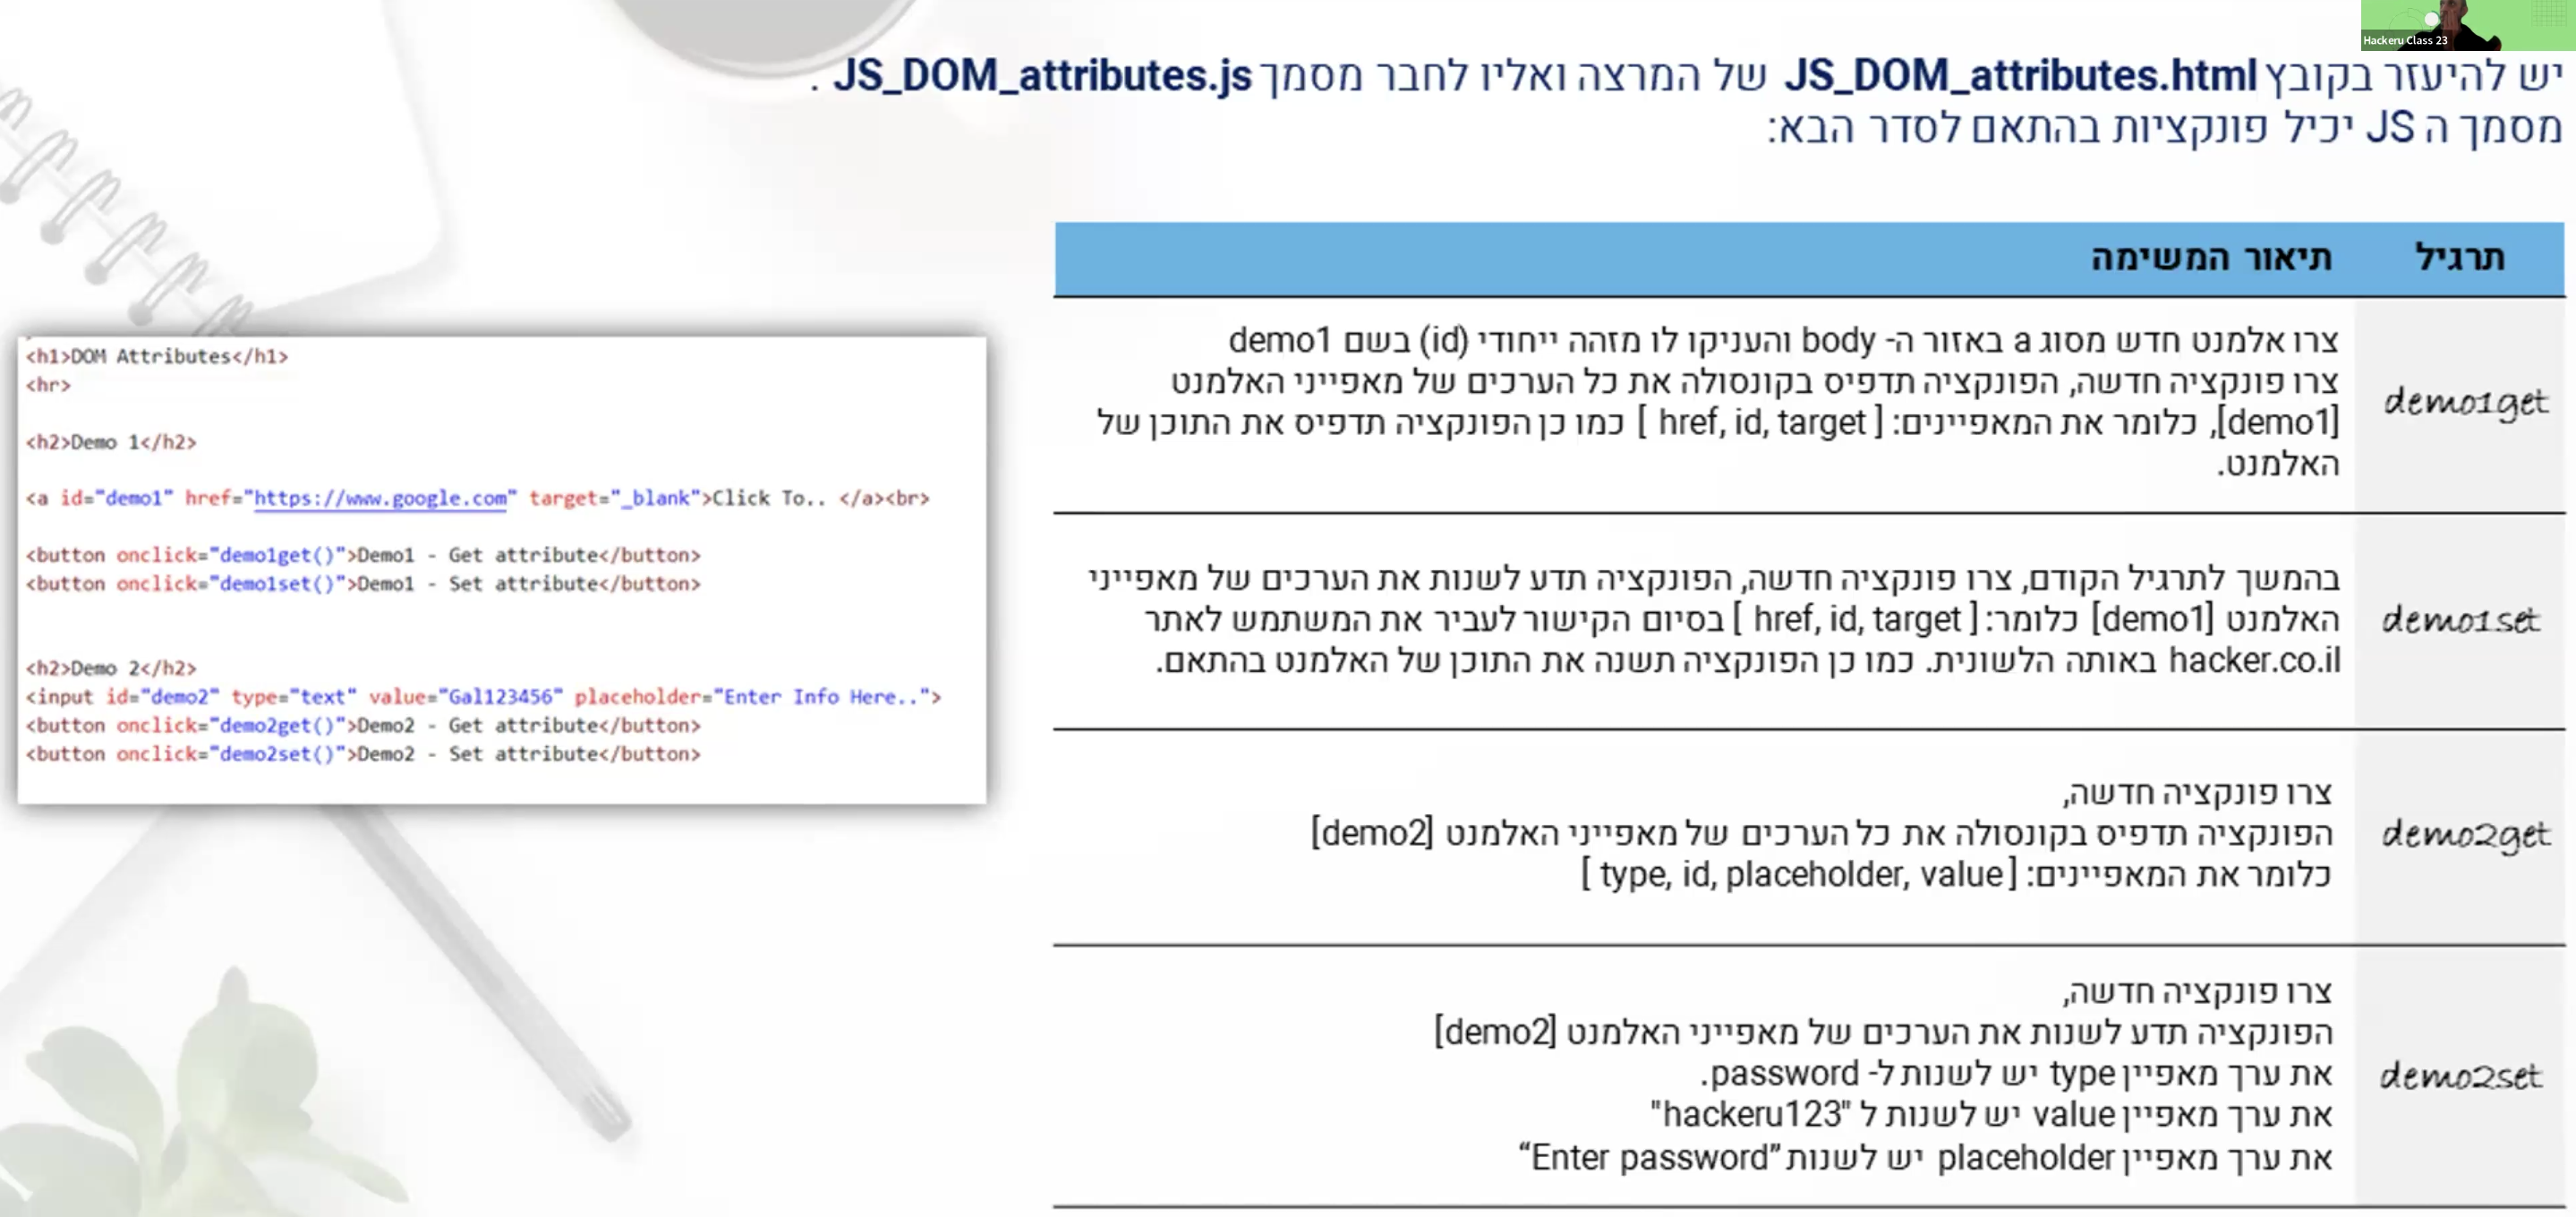 Hackeru Class 23
יש להיעזר בקובץ JS_DOM_attributes.html של המרצה ואליו לחבר מסמך JS_DOM_attributes.js .
מסמך ה JS יכיל פונקציות בהתאם לסדר הבא:
תרגיל תיאור המשימה
demo1get
צרו אלמנט חדש מסוג a באזור ה- body והעניקו לו מזהה ייחודי (id) בשם demo1
צרו פונקציה חדשה, הפונקציה תדפיס בקונסולה את כל הערכים של מאפייני האלמנט
[demo1], כלומר את המאפיינים: [ href, id, target ] כמו כן הפונקציה תדפיס את התוכן של
האלמנט.
demo1set
בהמשך לתרגיל הקודם, צרו פונקציה חדשה, הפונקציה תדע לשנות את הערכים של מאפייני
האלמנט [demo1] כלומר: [ href, id, target ] בסיום הקישור לעביר את המשתמש לאתר
hacker.co.il באותה הלשונית. כמו כן הפונקציה תשנה את התוכן של האלמנט בהתאם.
demo2get
צרו פונקציה חדשה,
הפונקציה תדפיס בקונסולה את כל הערכים של מאפייני האלמנט [demo2]
כלומר את המאפיינים: [ type, id, placeholder, value ]
demo2set
צרו פונקציה חדשה,
הפונקציה תדע לשנות את הערכים של מאפייני האלמנט [demo2]
את ערך מאפיין type יש לשנות ל- password.
את ערך מאפיין value יש לשנות ל "hackeru123"
את ערך מאפיין placeholder יש לשנות “Enter password”
<h1>DOM Attributes</h1>
<hr>
<h2>Demo 1</h2>
<a id="demo1" href="https://www.google.com" target="_blank">Click To.. </a><br>
<button onclick="demo1get()">Demo1 - Get attribute</button>
<button onclick="demo1set()">Demo1 - Set attribute</button>
<h2>Demo 2</h2>
<input id="demo2" type="text" value="Gal123456" placeholder="Enter Info Here..">
<button onclick="demo2get()">Demo2 - Get attribute</button>
<button onclick="demo2set()">Demo2 - Set attribute</button>